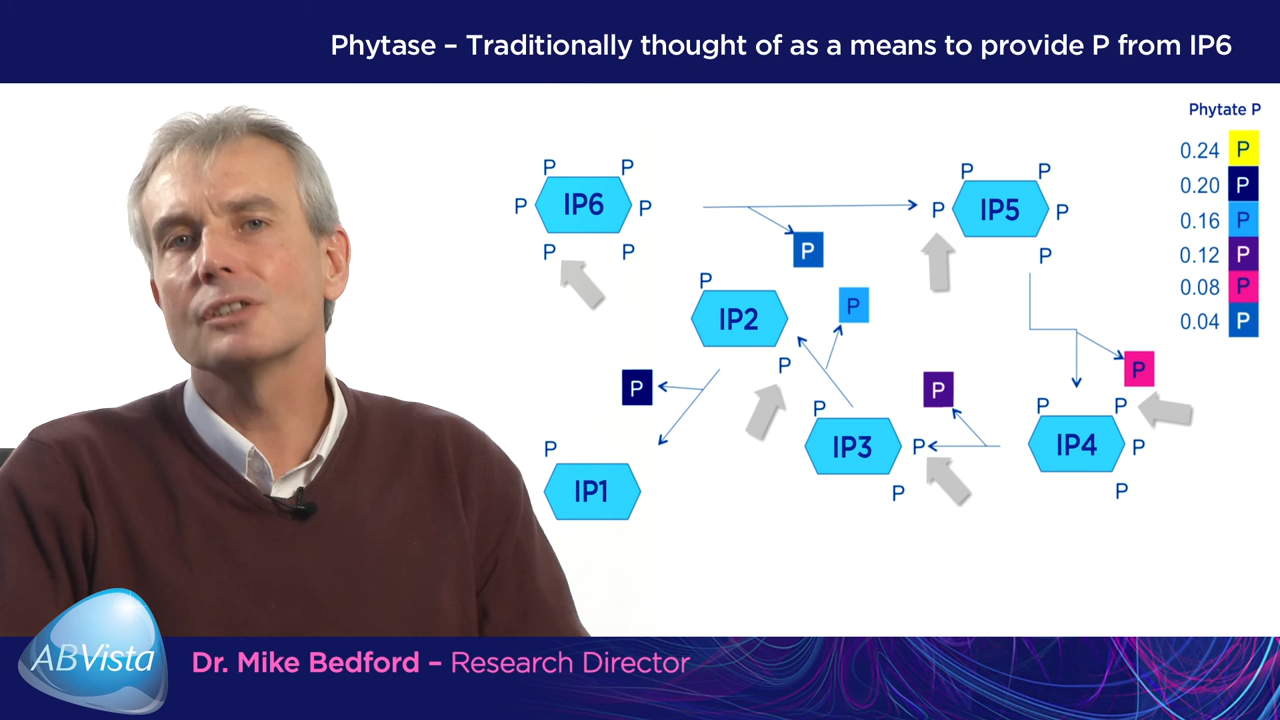 Phytase – Traditionally thought of as a means to provide P from IP6
Phytate P
0.24 P
0.20 P
0.16 P
0.12 P
0.08 P
0.04 P
P P
P IP6 P
P P
P
P P
P IP5 P
P
P
IP2
P
P
P
P
P
P P
IP4 P
P
P
IP3 P
P
P
IP1
ABVista
Dr. Mike Bedford – Research Director